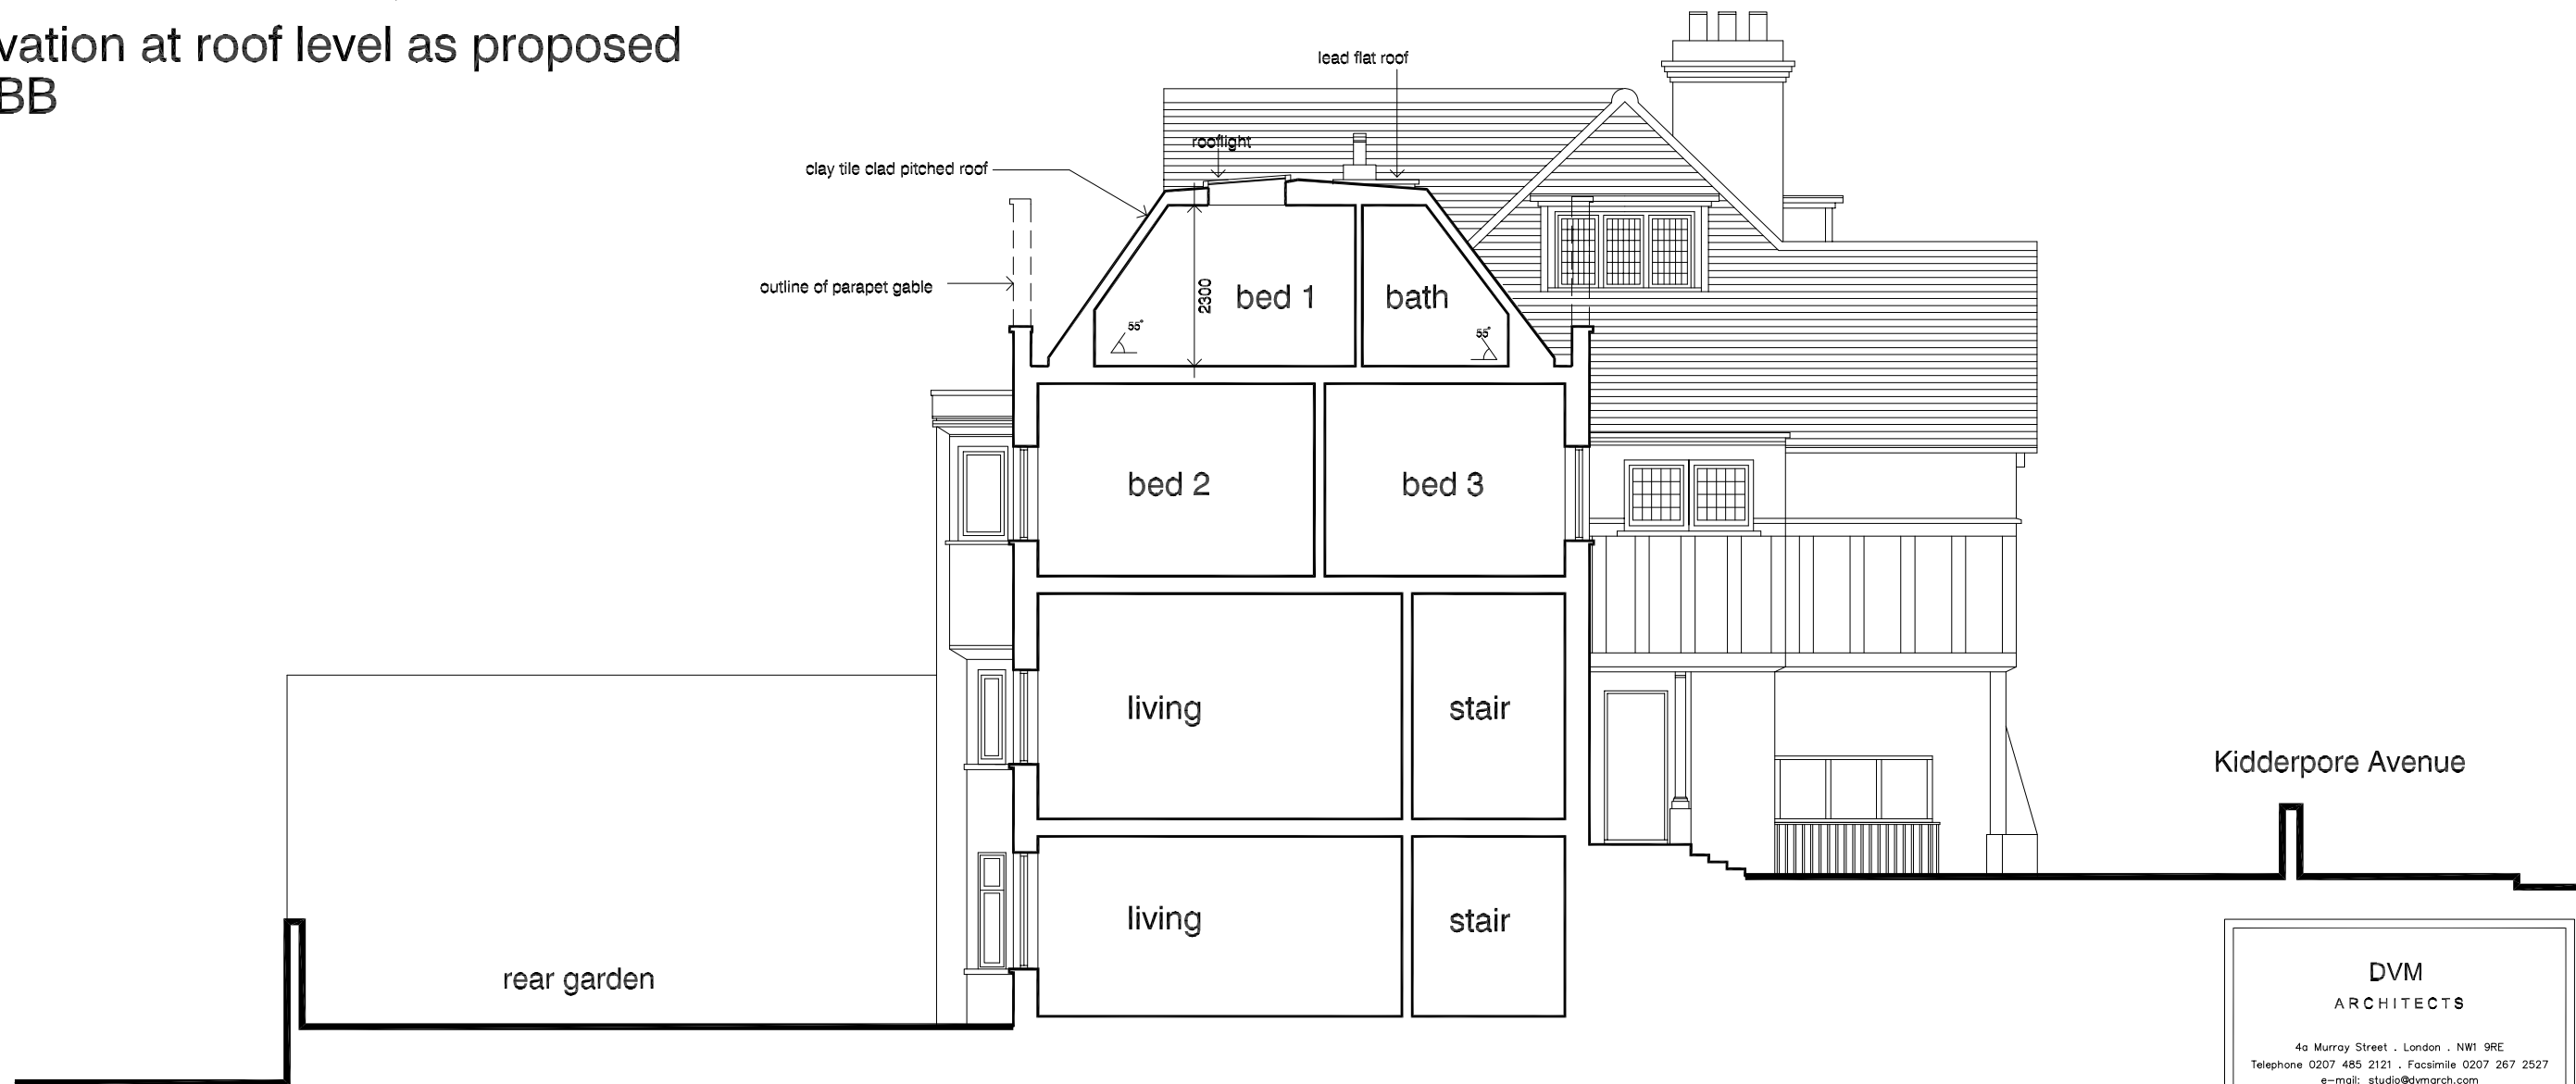 vation at roof level as proposed
BB
lead flat roof
rooflight
clay tile clad pitched roof
outline of parapet gable
2300
bed 1
bath
55°
55°
bed 2
bed 3
living
stair
Kidderpore Avenue
living
stair
rear garden
DVM
ARCHITECTS
4a Murray Street . London . NW1 9RE
Telephone 0207 485 2121 . Facsimile 0207 267 2527
e-mail: studio@dvmarch.com